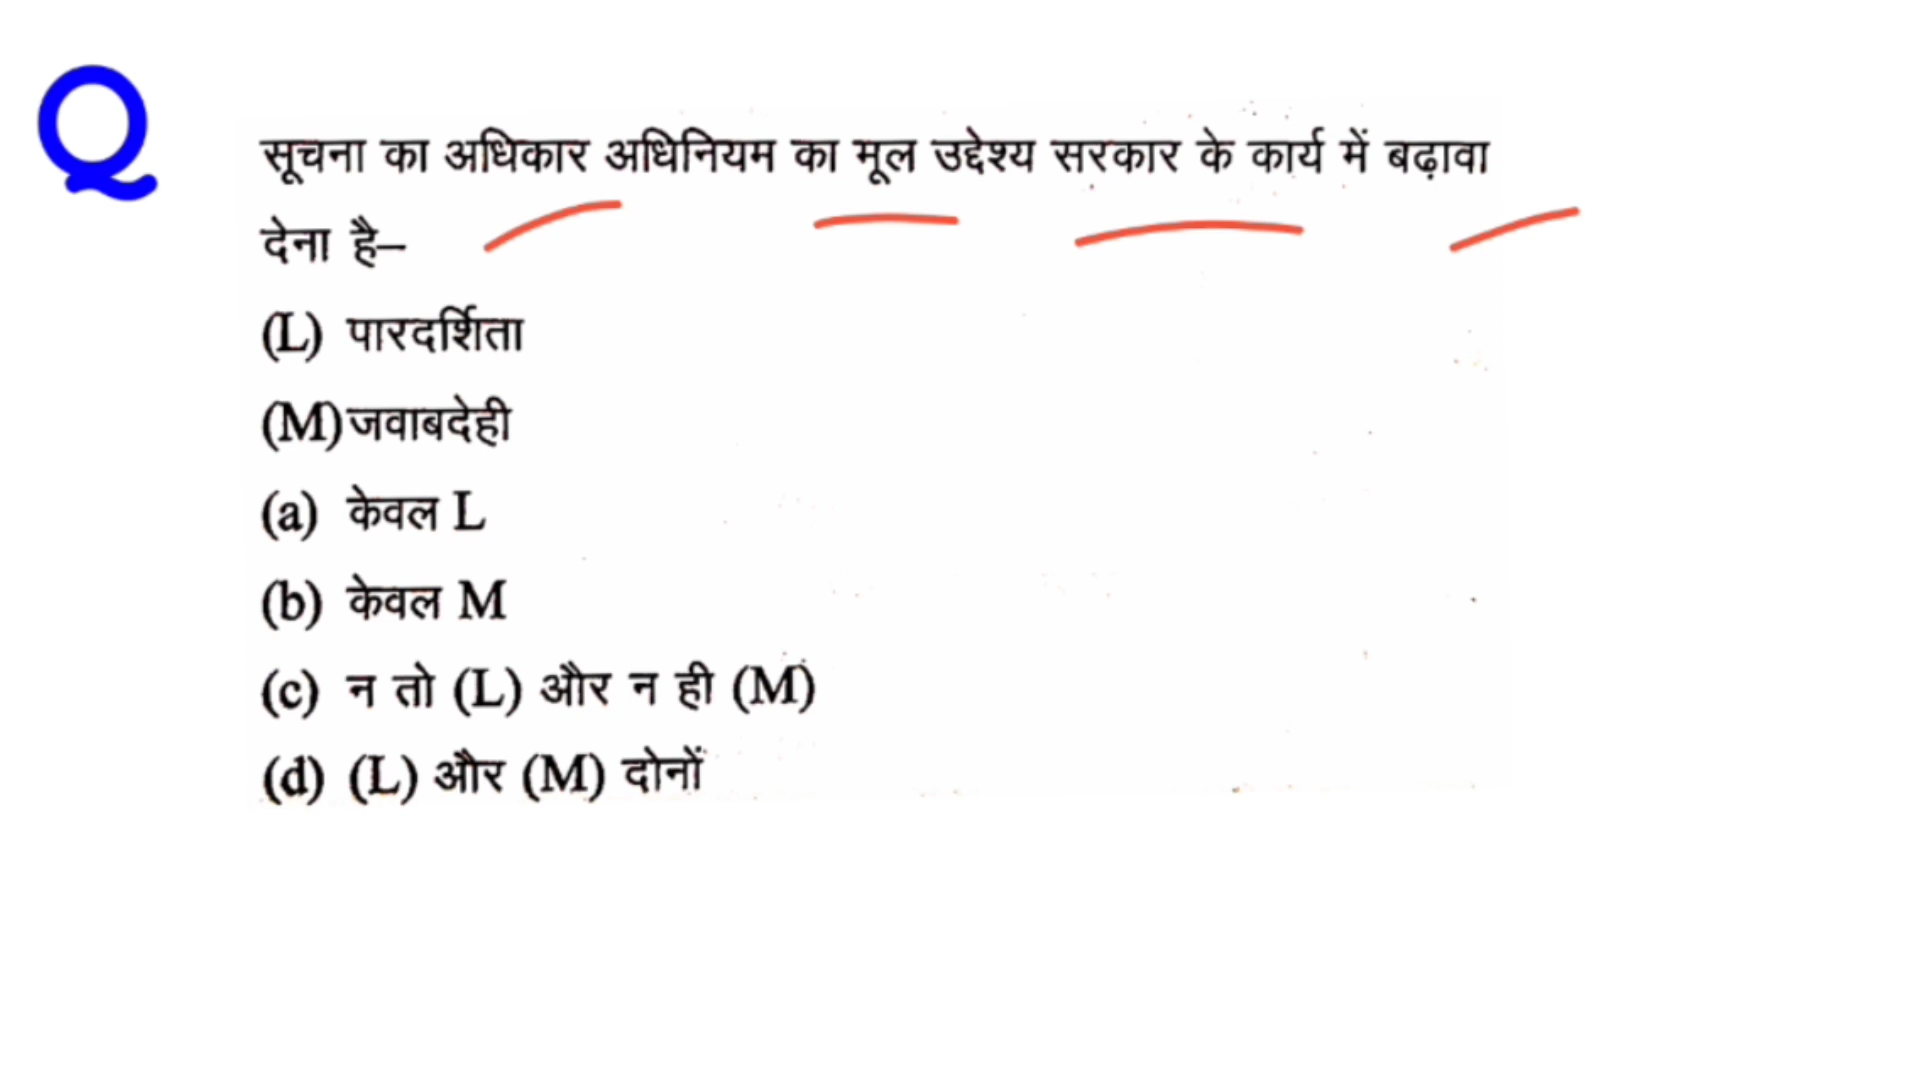 Q
सूचना का अधिकार अधिनियम का मूल उद्देश्य सरकार के कार्य में बढ़ावा
देना है–
(L) पारदर्शिता
(M) जवाबदेही
(a) केवल L
(b) केवल M
(c) न तो (L) और न ही (M)
(d) (L) और (M) दोनों